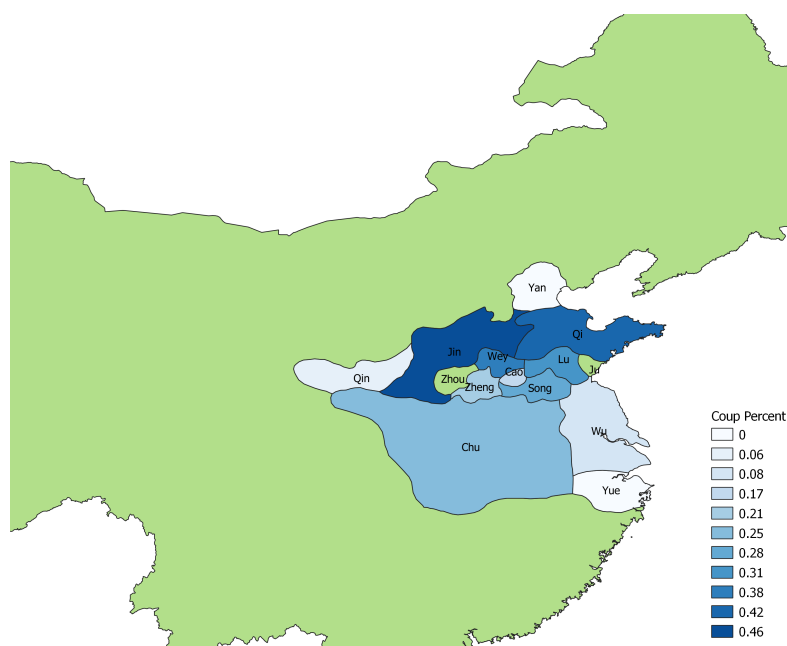 Yan
Qi
Jin
Wey
Lu
Cao
Ju
Qin
Zhou
Zheng
Song
Wu
Chu
Yue
Coup Percent
0
0.06
0.08
0.17
0.21
0.25
0.28
0.31
0.38
0.42
0.46